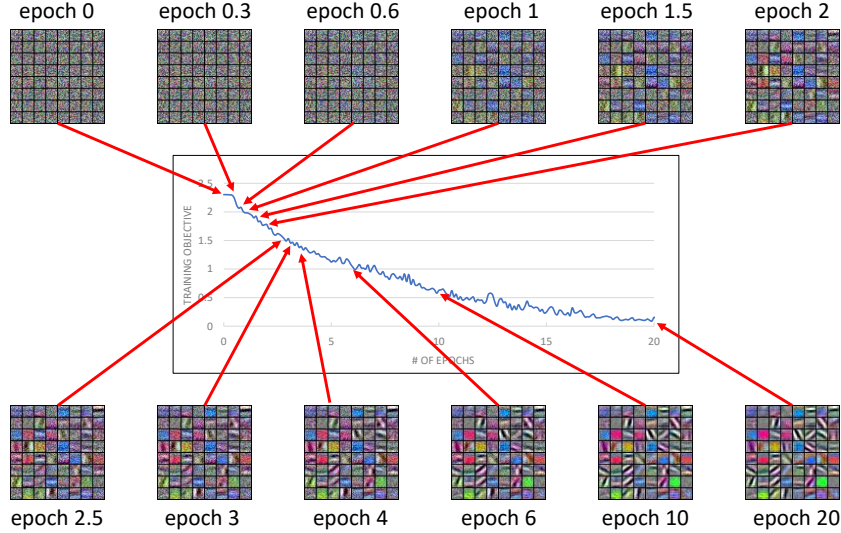 epoch 0 epoch 0.3 epoch 0.6 epoch 1 epoch 1.5 epoch 2
2.5
2
1.5
1
0.5
0
TRAINING OBJECTIVE
0 5 10 15 20
# OF EPOCHS
epoch 2.5 epoch 3 epoch 4 epoch 6 epoch 10 epoch 20